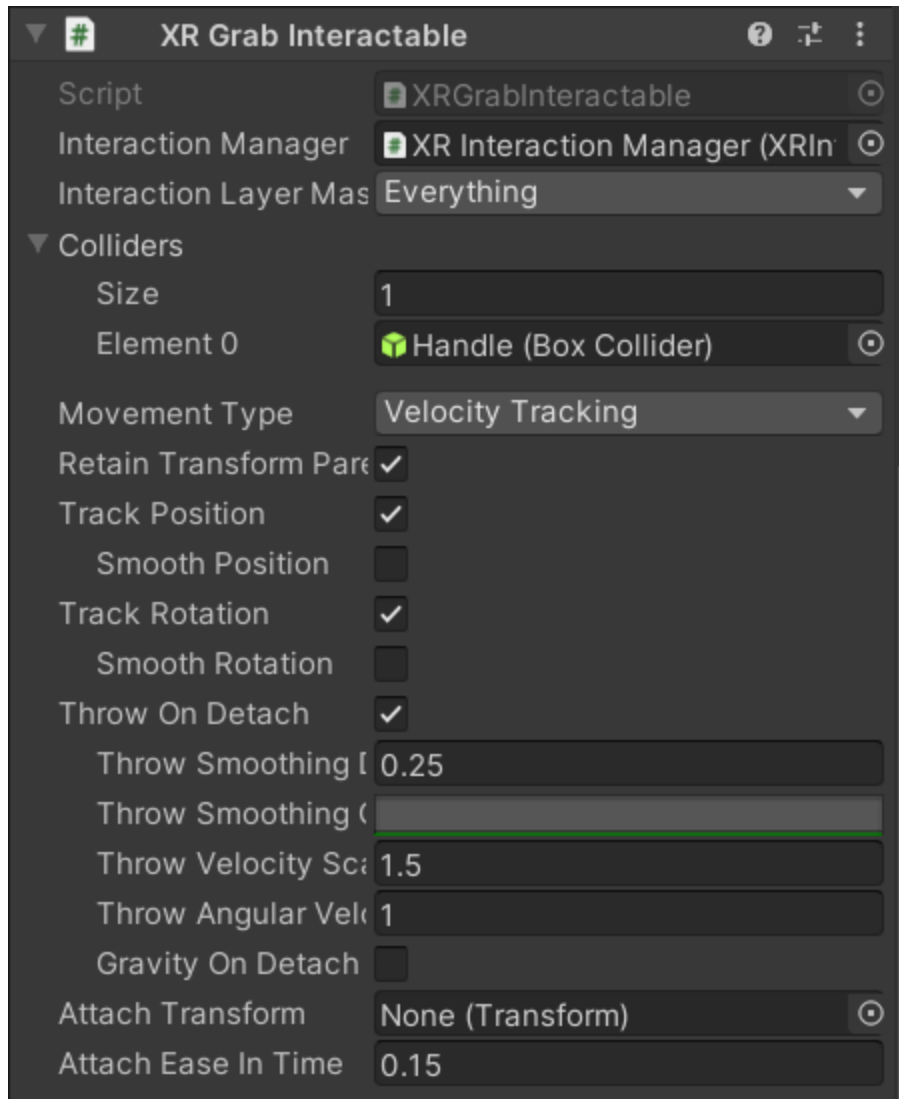 XR Grab Interactable
Script XRGrabInteractable
Interaction Manager XR Interaction Manager (XRIn
Interaction Layer Mas Everything
Colliders
Size 1
Element 0 Handle (Box Collider)
Movement Type Velocity Tracking
Retain Transform Pare
Track Position
Smooth Position
Track Rotation
Smooth Rotation
Throw On Detach
Throw Smoothing D 0.25
Throw Smoothing C
Throw Velocity Sca 1.5
Throw Angular Velo 1
Gravity On Detach
Attach Transform None (Transform)
Attach Ease In Time 0.15